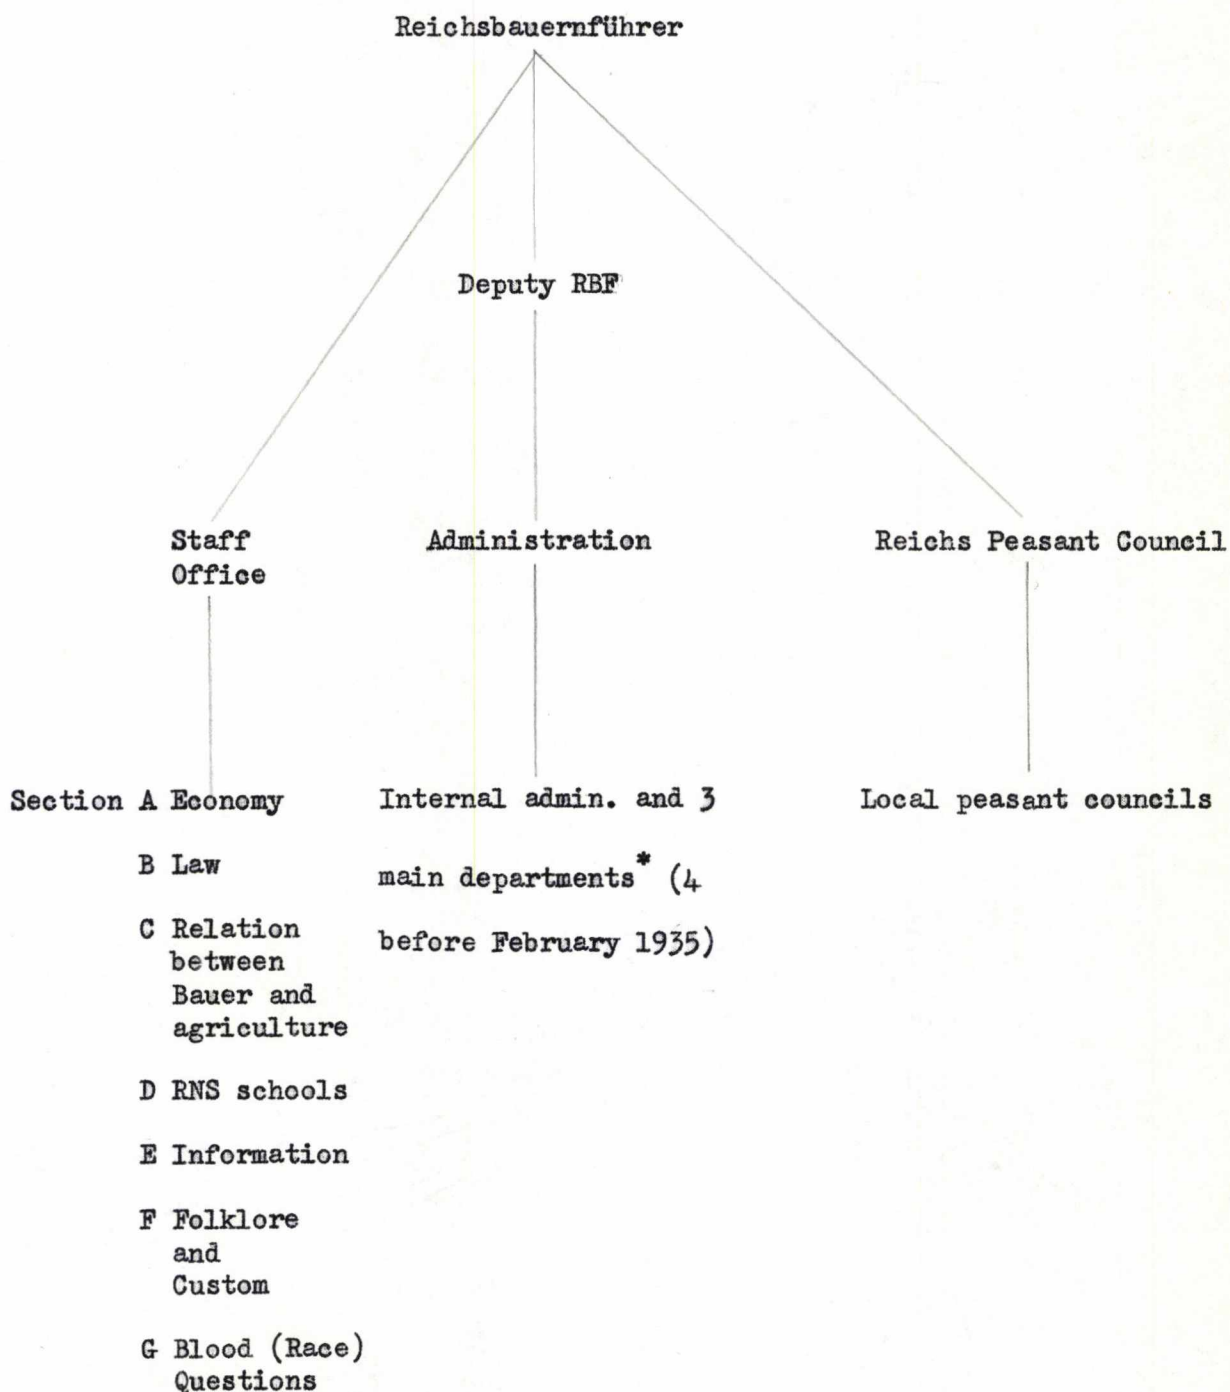 Reichsbauernführer
Deputy RBF
Staff
Office
Administration
Reichs Peasant Council
Section A Economy
B Law
C Relation
between
Bauer and
agriculture
D RNS schools
E Information
F Folklore
and
Custom
G Blood (Race)
Questions
Internal admin. and 3
main departments* (4
before February 1935)
Local peasant councils